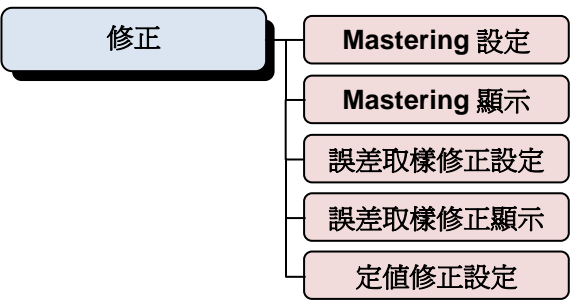 修正
Mastering 設定
Mastering 顯示
誤差取樣修正設定
誤差取樣修正顯示
定值修正設定